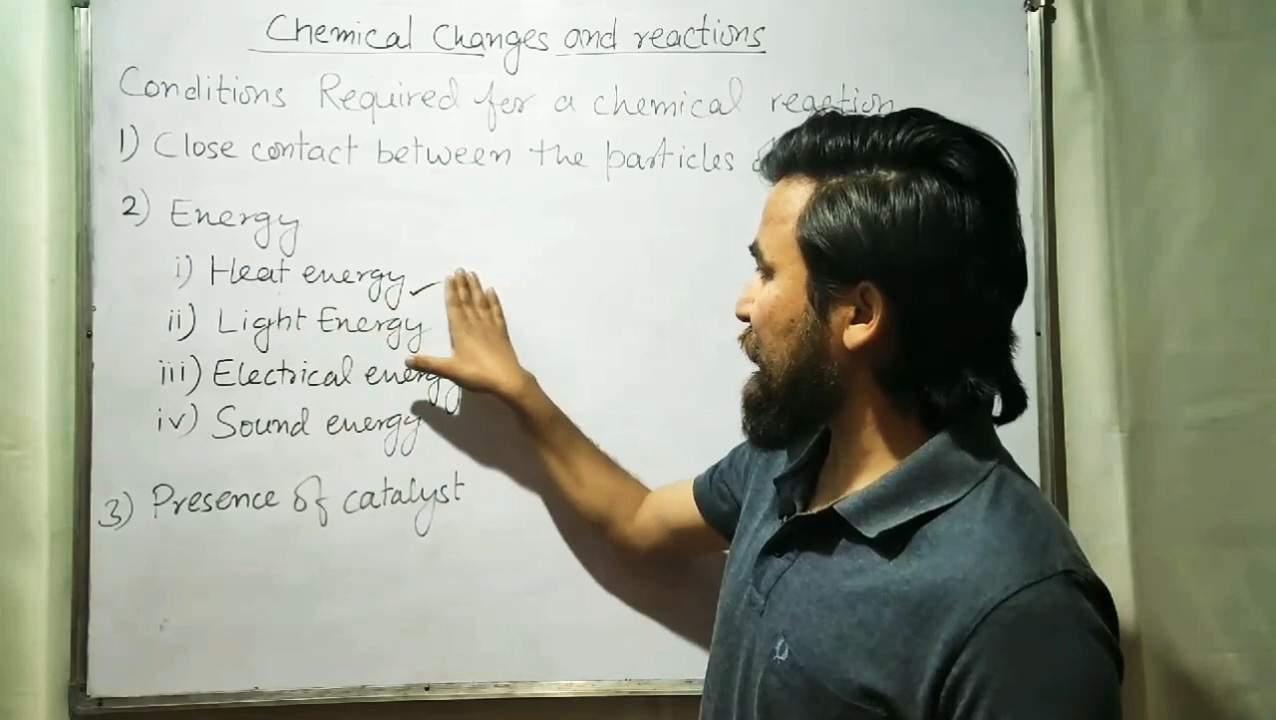 Chemical Changes and reactions
Conditions Required for a chemical reaction
1) Close contact between the particles
2) Energy
i) Heat energy ✓
ii) Light Energy
iii) Electrical energy
iv) Sound energy
3) Presence of catalyst